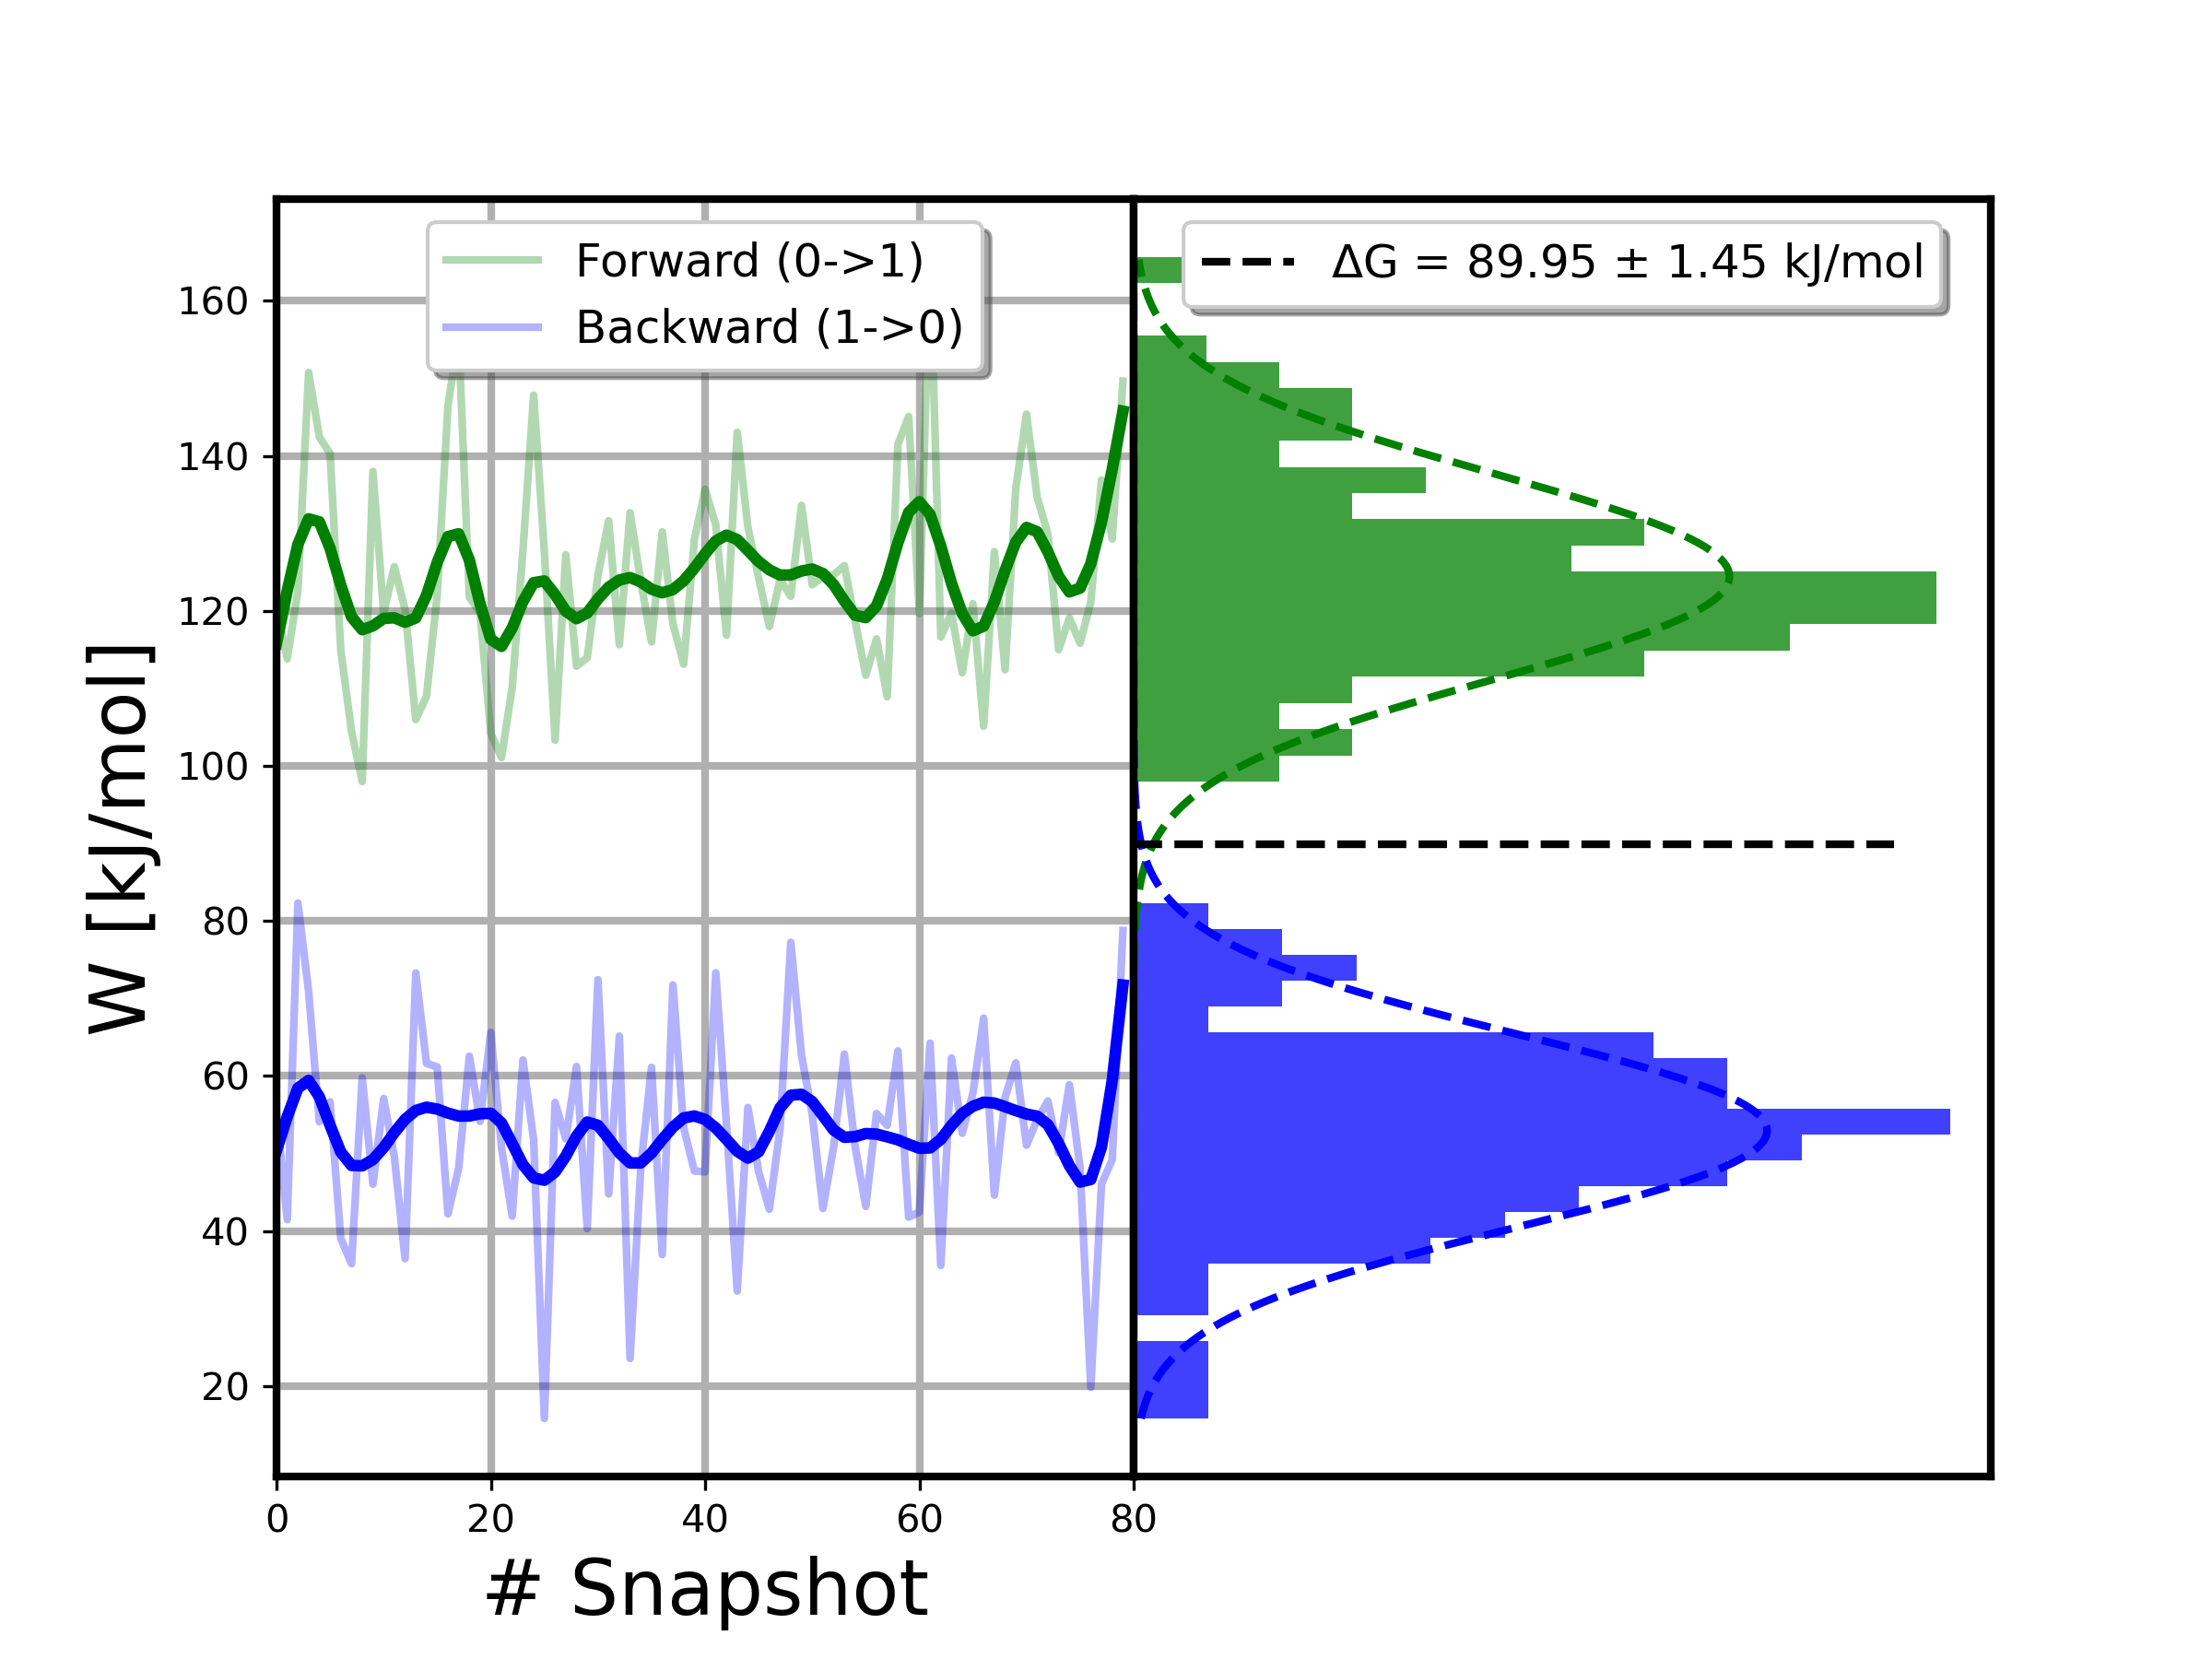 Forward (0->1)
Backward (1->0)
ΔG = 89.95 ± 1.45 kJ/mol
W [kJ/mol]
160
140
120
100
80
60
40
20
0 20 40 60 80
# Snapshot